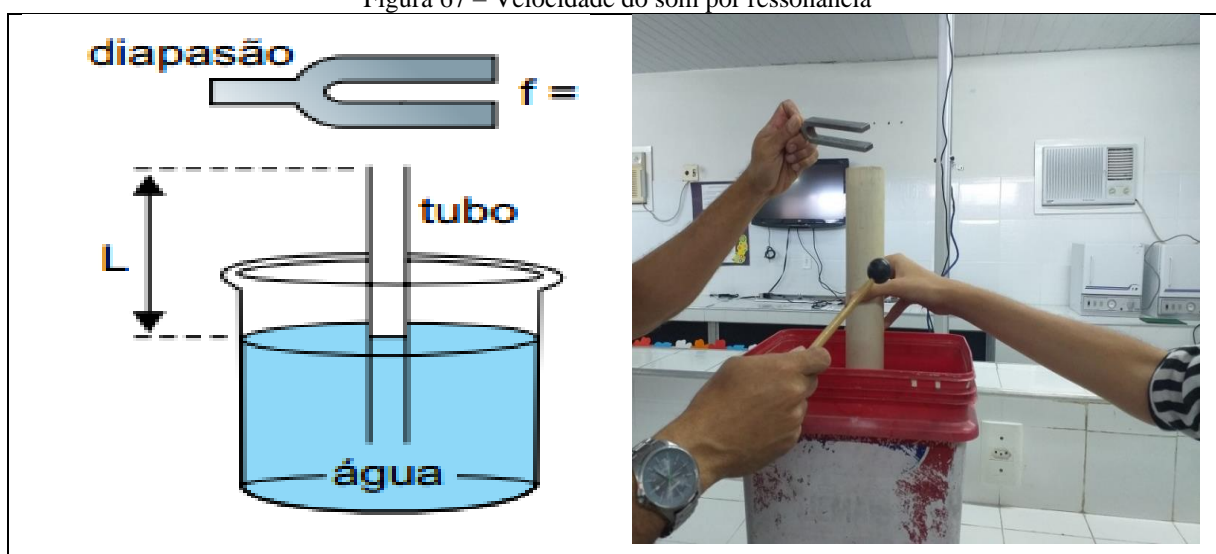 Figura 67 – Velocidade do som por ressonância
diapasão
f =
tubo
L
água